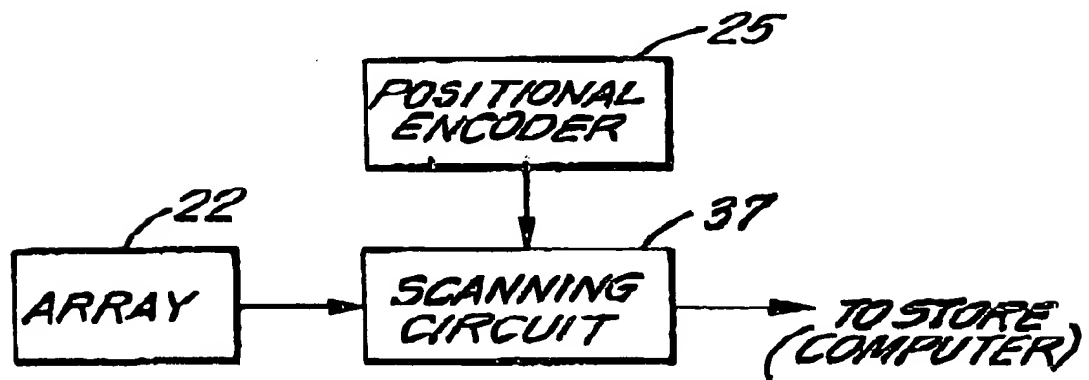 25
POSITIONAL
ENCODER
22
37
ARRAY
SCANNING
CIRCUIT
TO STORE
(COMPUTER)